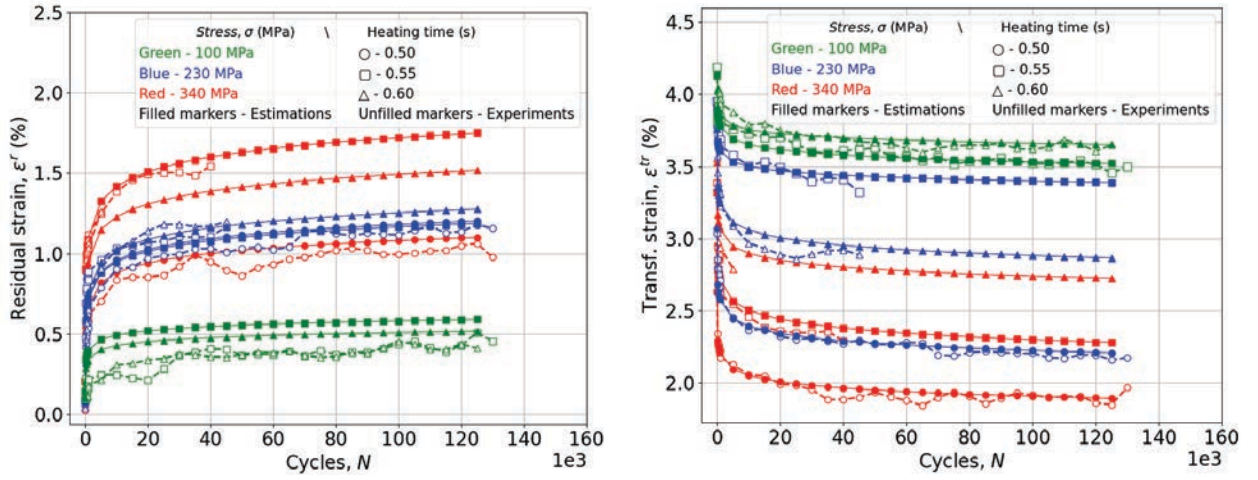 Residual strain, εʳ (%)
2.5
2.0
1.5
1.0
0.5
0.0
Stress, σ (MPa) \ Heating time (s)
Green - 100 MPa ○ - 0.50
Blue - 230 MPa □ - 0.55
Red - 340 MPa △ - 0.60
Filled markers - Estimations Unfilled markers - Experiments
0 20 40 60 80 100 120 140 160
Cycles, N
1e3
Transf. strain, εᵗʳ (%)
4.5
4.0
3.5
3.0
2.5
2.0
Stress, σ (MPa) \ Heating time (s)
Green - 100 MPa ○ - 0.50
Blue - 230 MPa □ - 0.55
Red - 340 MPa △ - 0.60
Filled markers - Estimations Unfilled markers - Experiments
0 20 40 60 80 100 120 140 160
Cycles, N
1e3